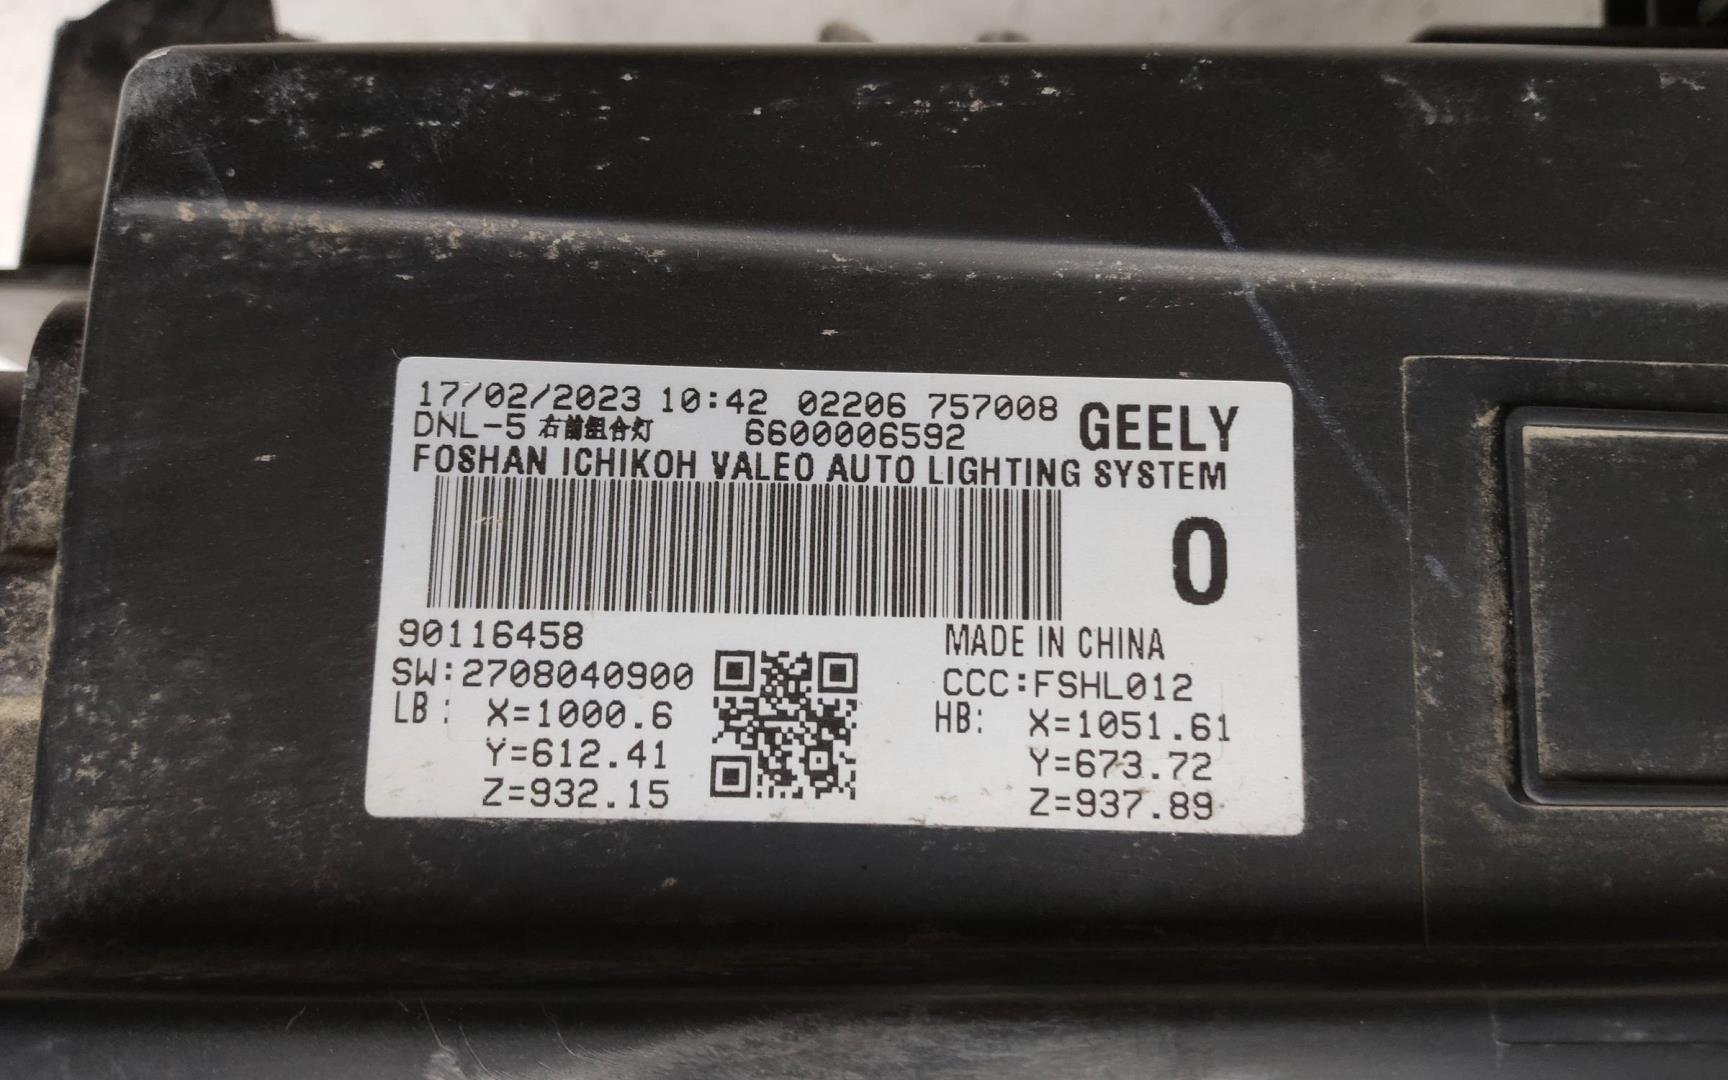 17/02/2023 10:42 02206 757008
DNL-5 右前组合灯 6600006592 GEELY
FOSHAN ICHIKOH VALEO AUTO LIGHTING SYSTEM
0
90116458 MADE IN CHINA
SW:2708040900 CCC:FSHL012
LB: X=1000.6 HB: X=1051.61
Y=612.41 Y=673.72
Z=932.15 Z=937.89